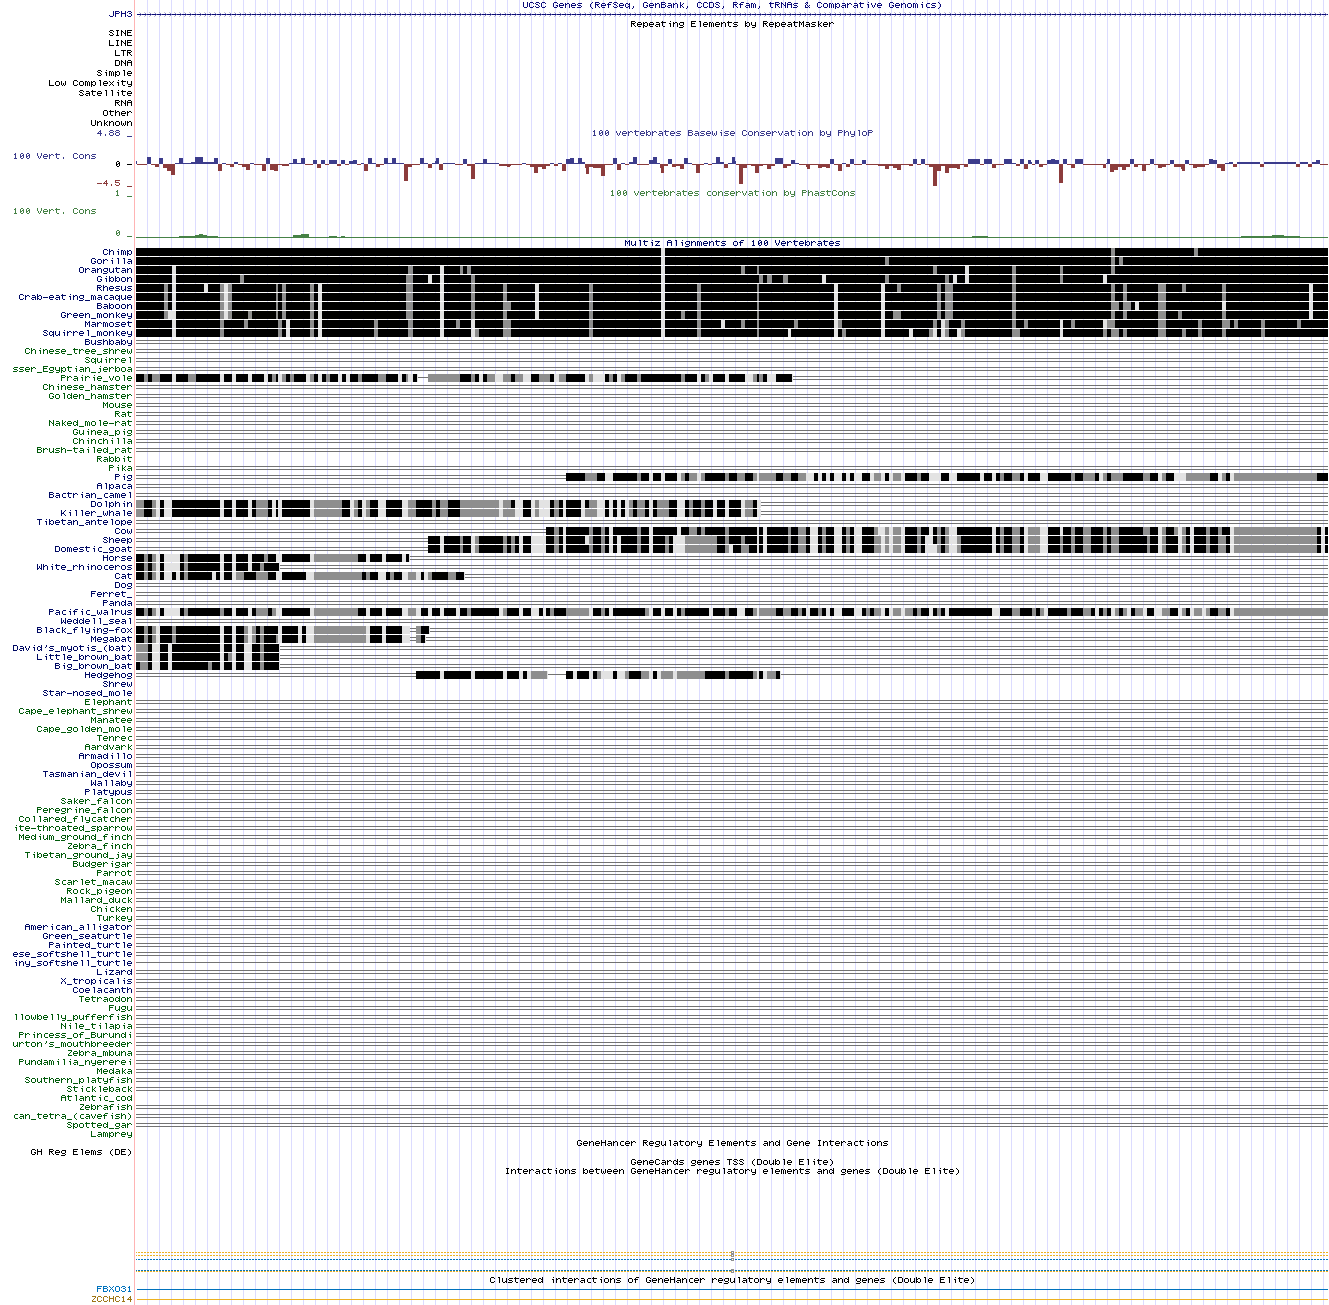 UCSC Genes (RefSeq, GenBank, CCDS, Rfam, tRNAs & Comparative Genomics)
JPH3
Repeating Elements by RepeatMasker
SINE
LINE
LTR
DNA
Simple
Low Complexity
Satellite
RNA
Other
Unknown
4.88 _
100 vertebrates Basewise Conservation by PhyloP
100 Vert. Cons
0 _
-4.5 _
1 _
100 vertebrates conservation by PhastCons
100 Vert. Cons
0 _
Multiz Alignments of 100 Vertebrates
Chimp
Gorilla
Orangutan
Gibbon
Rhesus
Crab-eating_macaque
Baboon
Green_monkey
Marmoset
Squirrel_monkey
Bushbaby
Chinese_tree_shrew
Squirrel
sser_Egyptian_jerboa
Prairie_vole
Chinese_hamster
Golden_hamster
Mouse
Rat
Naked_mole-rat
Guinea_pig
Chinchilla
Brush-tailed_rat
Rabbit
Pika
Pig
Alpaca
Bactrian_camel
Dolphin
Killer_whale
Tibetan_antelope
Cow
Sheep
Domestic_goat
Horse
White_rhinoceros
Cat
Dog
Ferret_
Panda
Pacific_walrus
Weddell_seal
Black_flying-fox
Megabat
David's_myotis_(bat)
Little_brown_bat
Big_brown_bat
Hedgehog
Shrew
Star-nosed_mole
Elephant
Cape_elephant_shrew
Manatee
Cape_golden_mole
Tenrec
Aardvark
Armadillo
Opossum
Tasmanian_devil
Wallaby
Platypus
Saker_falcon
Peregrine_falcon
Collared_flycatcher
ite-throated_sparrow
Medium_ground_finch
Zebra_finch
Tibetan_ground_jay
Budgerigar
Parrot
Scarlet_macaw
Rock_pigeon
Mallard_duck
Chicken
Turkey
American_alligator
Green_seaturtle
Painted_turtle
ese_softshell_turtle
iny_softshell_turtle
Lizard
X_tropicalis
Coelacanth
Tetraodon
Fugu
llowbelly_pufferfish
Nile_tilapia
Princess_of_Burundi
urton's_mouthbreeder
Zebra_mbuna
Pundamilia_nyererei
Medaka
Southern_platyfish
Stickleback
Atlantic_cod
Zebrafish
can_tetra_(cavefish)
Spotted_gar
Lamprey
GeneHancer Regulatory Elements and Gene Interactions
GH Reg Elems (DE)
GeneCards genes TSS (Double Elite)
Interactions between GeneHancer regulatory elements and genes (Double Elite)
Clustered interactions of GeneHancer regulatory elements and genes (Double Elite)
FBXO31
ZCCHC14